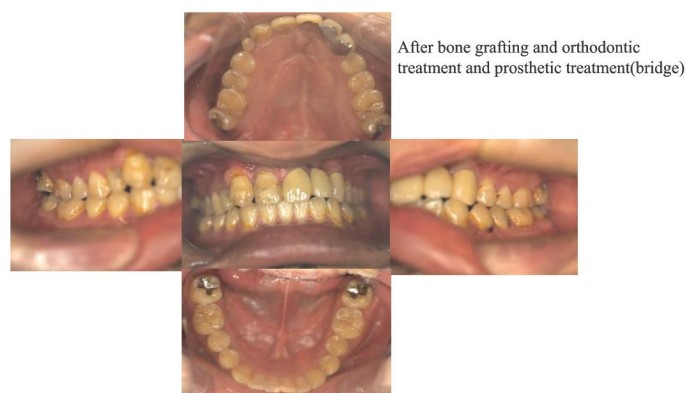 After bone grafting and orthodontic
treatment and prosthetic treatment(bridge)